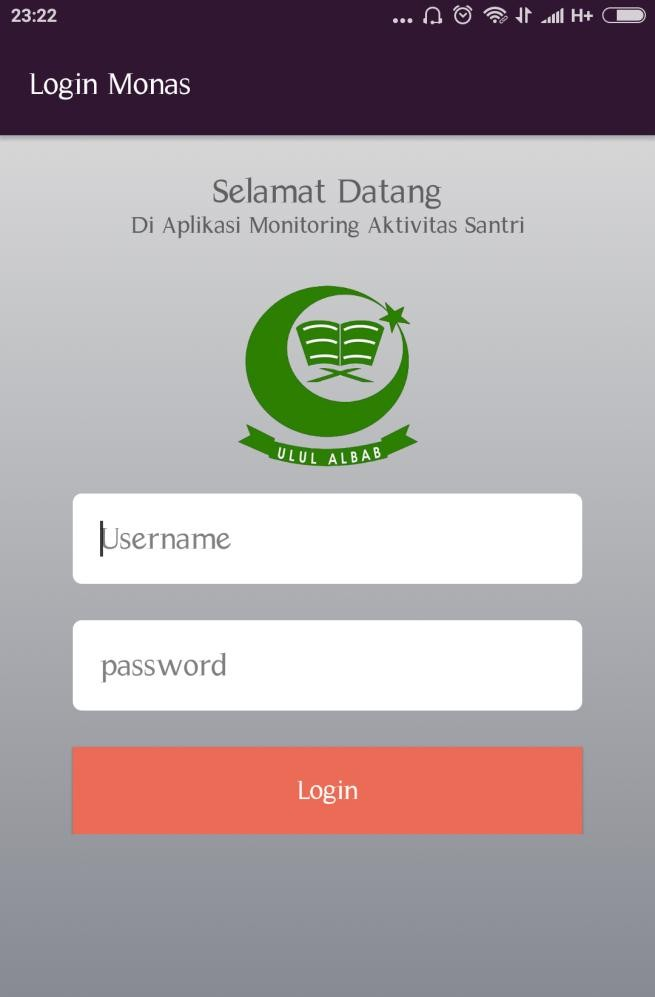 23:22
H+
Login Monas
Selamat Datang
Di Aplikasi Monitoring Aktivitas Santri
ULUL ALBAB
Username
password
Login